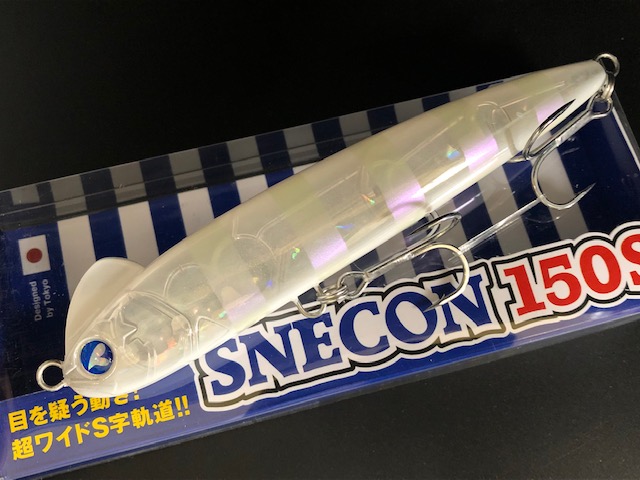 Designed
by Tokyo
SNECON 150S
目を疑う動き!
超ワイドS字軌道!!